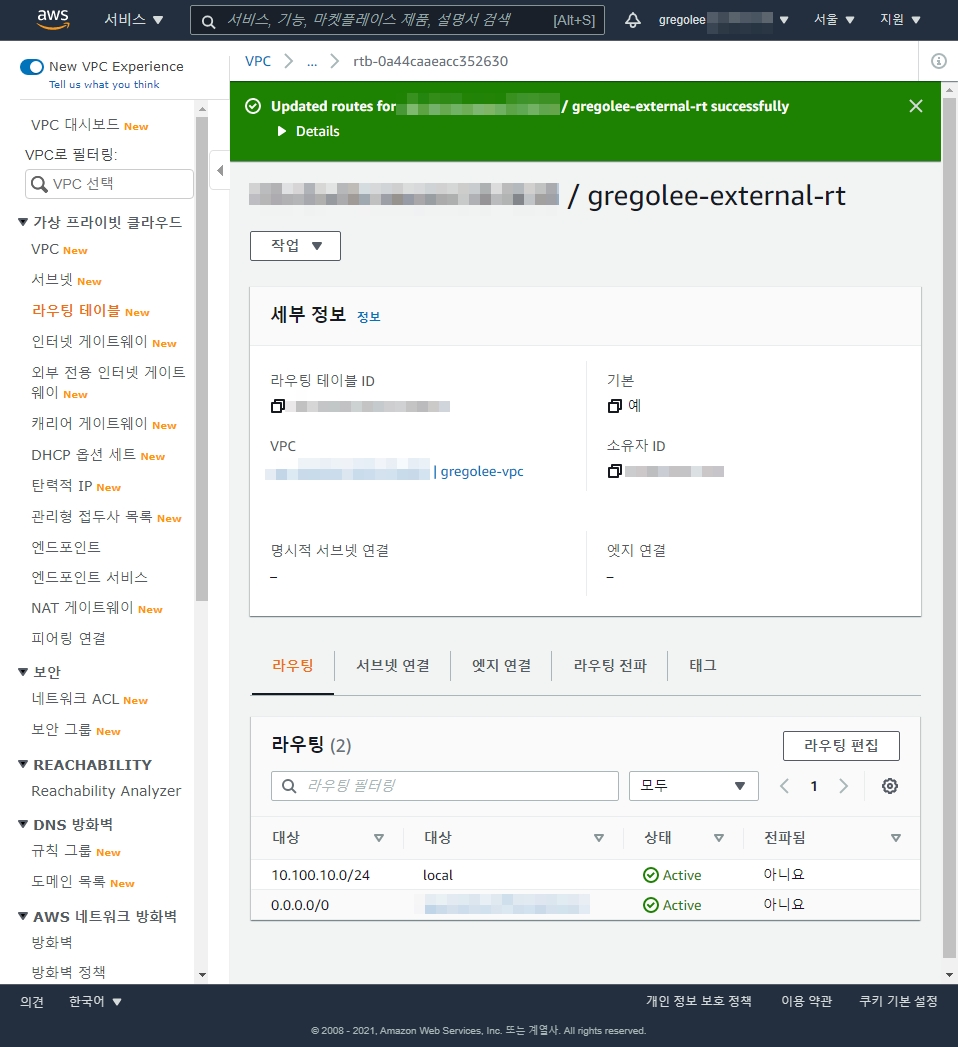 aws 서비스 ▼ 서비스, 기능, 마켓플레이스 제품, 설명서 검색 [Alt+S] gregolee ▼ 서울 ▼ 지원 ▼
New VPC Experience
Tell us what you think
VPC > ... > rtb-0a44caaeacc352630
Updated routes for / gregolee-external-rt successfully
▶ Details
VPC 대시보드 New
VPC로 필터링:
VPC 선택
▼ 가상 프라이빗 클라우드
VPC New
서브넷 New
라우팅 테이블 New
인터넷 게이트웨이 New
외부 전용 인터넷 게이트
웨이 New
캐리어 게이트웨이 New
DHCP 옵션 세트 New
탄력적 IP New
관리형 접두사 목록 New
엔드포인트
엔드포인트 서비스
NAT 게이트웨이 New
피어링 연결
▼ 보안
네트워크 ACL New
보안 그룹 New
▼ REACHABILITY
Reachability Analyzer
▼ DNS 방화벽
규칙 그룹 New
도메인 목록 New
▼ AWS 네트워크 방화벽
방화벽
방화벽 정책
/ gregolee-external-rt
작업 ▼
세부 정보 정보
라우팅 테이블 ID
기본
예
VPC
| gregolee-vpc
소유자 ID
명시적 서브넷 연결
–
엣지 연결
–
라우팅 서브넷 연결 엣지 연결 라우팅 전파 태그
라우팅 (2) 라우팅 편집
라우팅 필터링 모두 ▼ < 1 >
대상 대상 상태 전파됨
10.100.10.0/24 local Active 아니요
0.0.0.0/0 Active 아니요
의견 한국어 ▼ 개인 정보 보호 정책 이용 약관 쿠키 기본 설정
© 2008 - 2021, Amazon Web Services, Inc. 또는 계열사. All rights reserved.